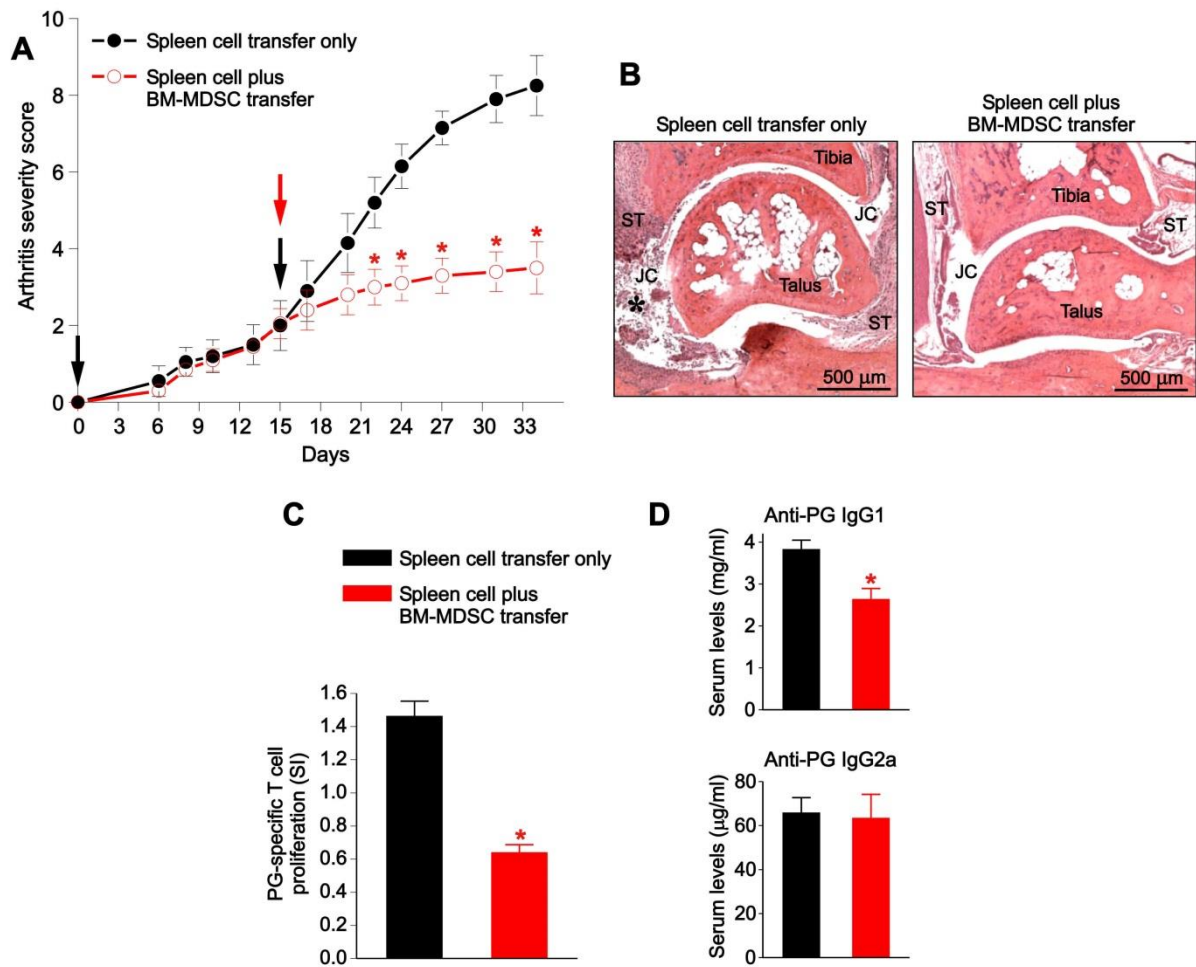 A
Spleen cell transfer only
Spleen cell plus
BM-MDSC transfer
Arthritis severity score
10
8
6
4
2
0
0 3 6 9 12 15 18 21 24 27 30 33
Days
* * * * *
B
Spleen cell transfer only
Tibia
ST
JC
JC
*
Talus
ST
500 μm
Spleen cell plus
BM-MDSC transfer
ST
Tibia
ST
JC
Talus
500 μm
C
Spleen cell transfer only
Spleen cell plus
BM-MDSC transfer
PG-specific T cell
proliferation (SI)
1.6
1.4
1.2
1.0
0.8
0.6
0.4
0.2
0.0
*
D
Anti-PG IgG1
Serum levels (mg/ml)
4
3
2
1
0
*
Anti-PG IgG2a
Serum levels (μg/ml)
80
60
40
20
0